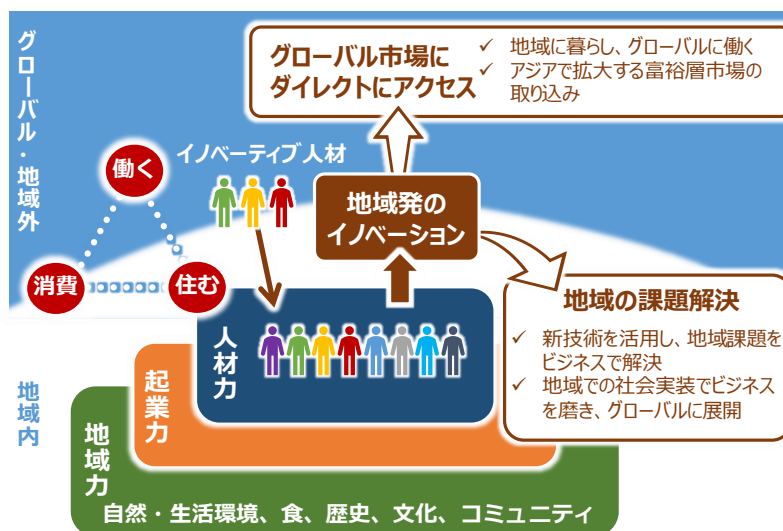 グローバル・地域外
グローバル市場に
ダイレクトにアクセス
✓ 地域に暮らし、グローバルに働く
✓ アジアで拡大する富裕層市場の
取り込み
働く
イノベーティブ人材
地域発の
イノベーション
消費
住む
地域の課題解決
✓ 新技術を活用し、地域課題を
ビジネスで解決
✓ 地域での社会実装でビジネス
を磨き、グローバルに展開
人材力
起業力
地域内
地域力
自然・生活環境、食、歴史、文化、コミュニティ